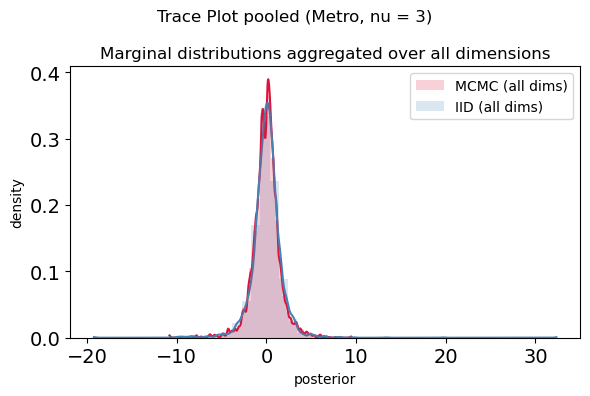 Trace Plot pooled (Metro, nu = 3)
Marginal distributions aggregated over all dimensions
MCMC (all dims)
IID (all dims)
density
0.4
0.3
0.2
0.1
0.0
−20
−10
0
10
20
30
posterior